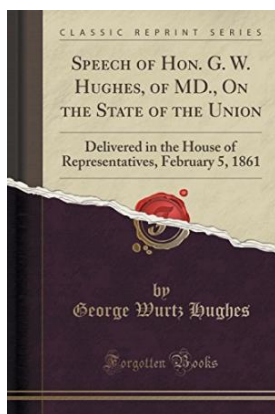 CLASSIC REPRINT SERIES
SPEECH OF HON. G. W.
HUGHES, OF MD., ON
THE STATE OF THE UNION
Delivered in the House of
Representatives, February 5, 1861
by
George Wurtz Hughes
Forgotten Books